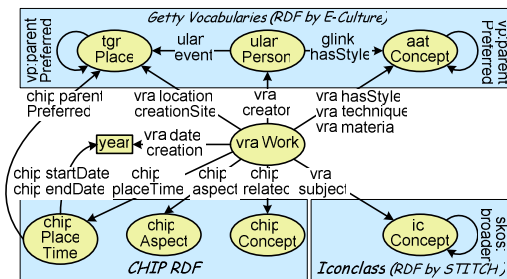 Getty Vocabularies (RDF by E-Culture)
vp:parent
Preferred
tgn
Place
ular
event
ular
Person
glink
hasStyle
aat
Concept
vp:parent
Preferred
chip parent
Preferred
vra location
creationSite
vra
creator
vra hasStyle
vra technique
vra materia
year
vra date
creation
vra Work
chip startDate
chip endDate
chip
placeTime
chip
aspect
chip
related
vra
subject
chip
Place
Time
chip
Aspect
chip
Concept
ic
Concept
skos:
broader
CHIP RDF
Iconclass (RDF by STITCH)